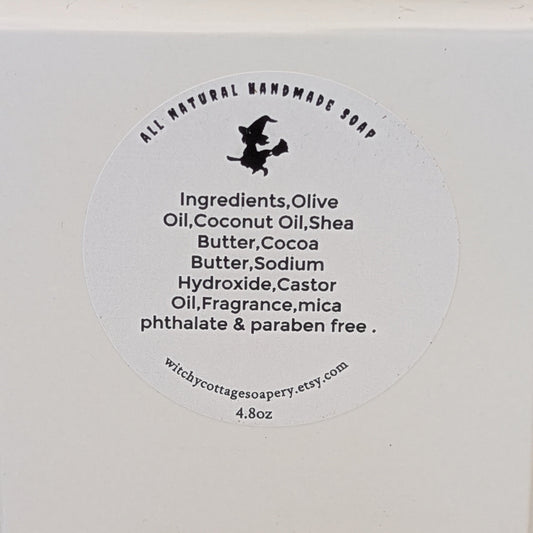 ALL NATURAL HANDMADE SOAP
Ingredients,Olive
Oil,Coconut Oil,Shea
Butter,Cocoa
Butter,Sodium
Hydroxide,Castor
Oil,Fragrance,mica
phthalate & paraben free .
witchycottagesoapery.etsy.com
4.8oz